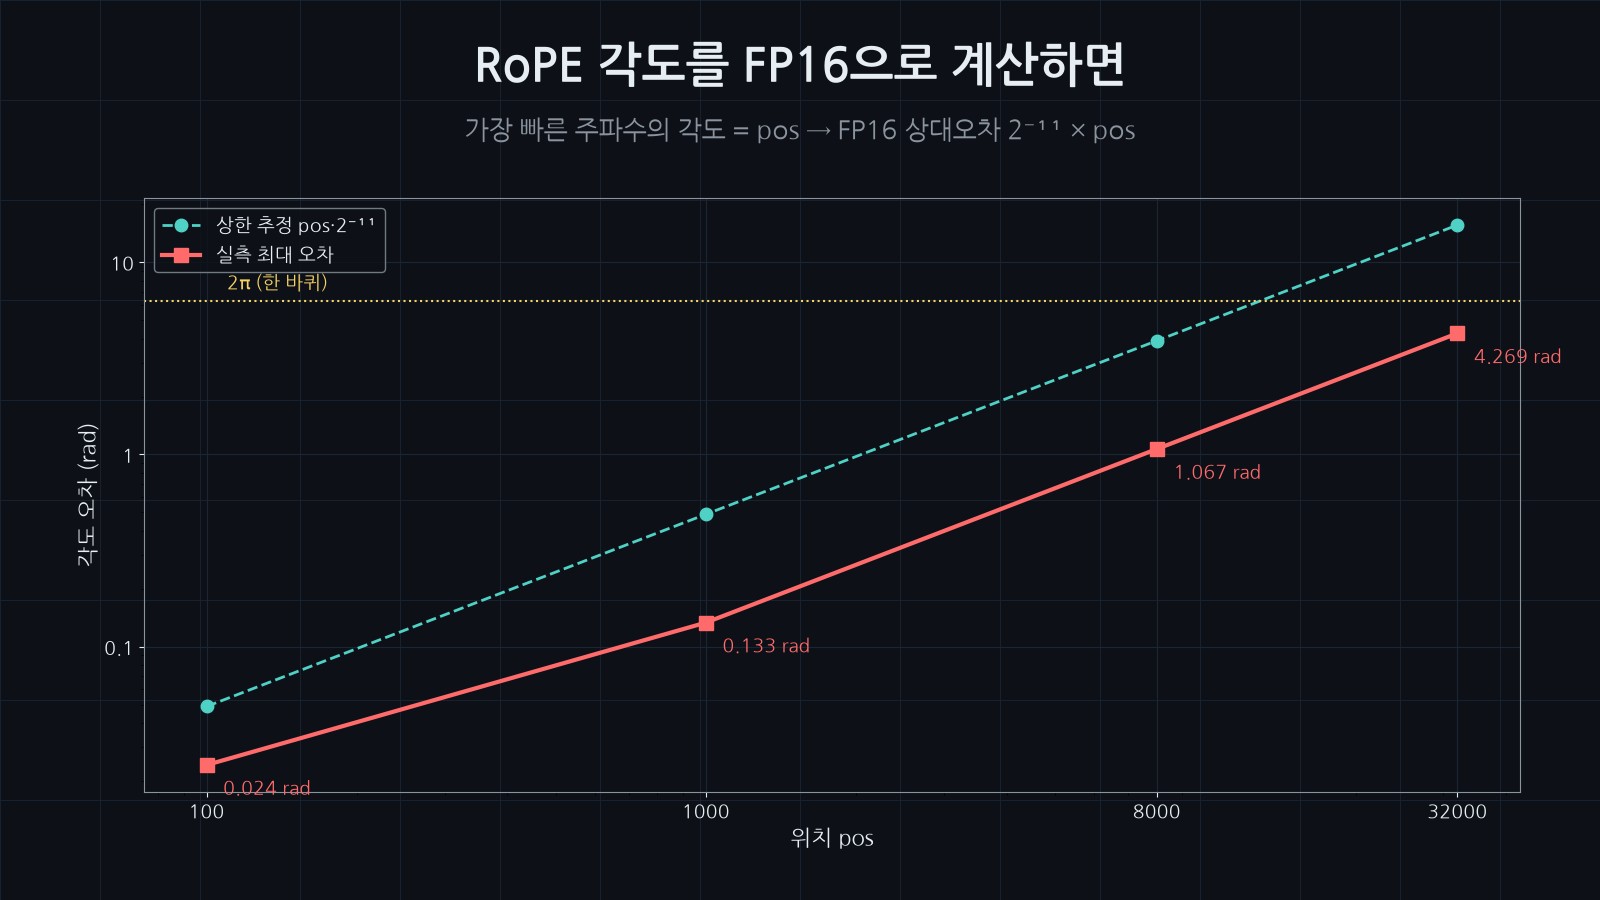 RoPE 각도를 FP16으로 계산하면
가장 빠른 주파수의 각도 = pos → FP16 상대오차 2⁻¹¹ × pos
상한 추정 pos·2⁻¹¹
실측 최대 오차
2π (한 바퀴)
10
1
0.1
각도 오차 (rad)
4.269 rad
1.067 rad
0.133 rad
0.024 rad
100
1000
8000
32000
위치 pos